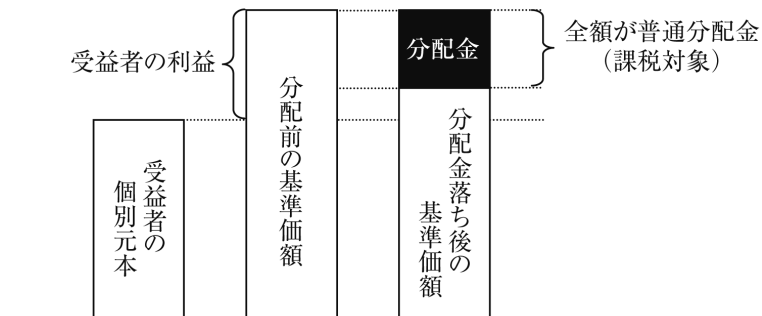 受益者の利益
分配金
全額が普通分配金
（課税対象）
受益者の
個別元本
分配前の基準価額
分配金落ち後の
基準価額